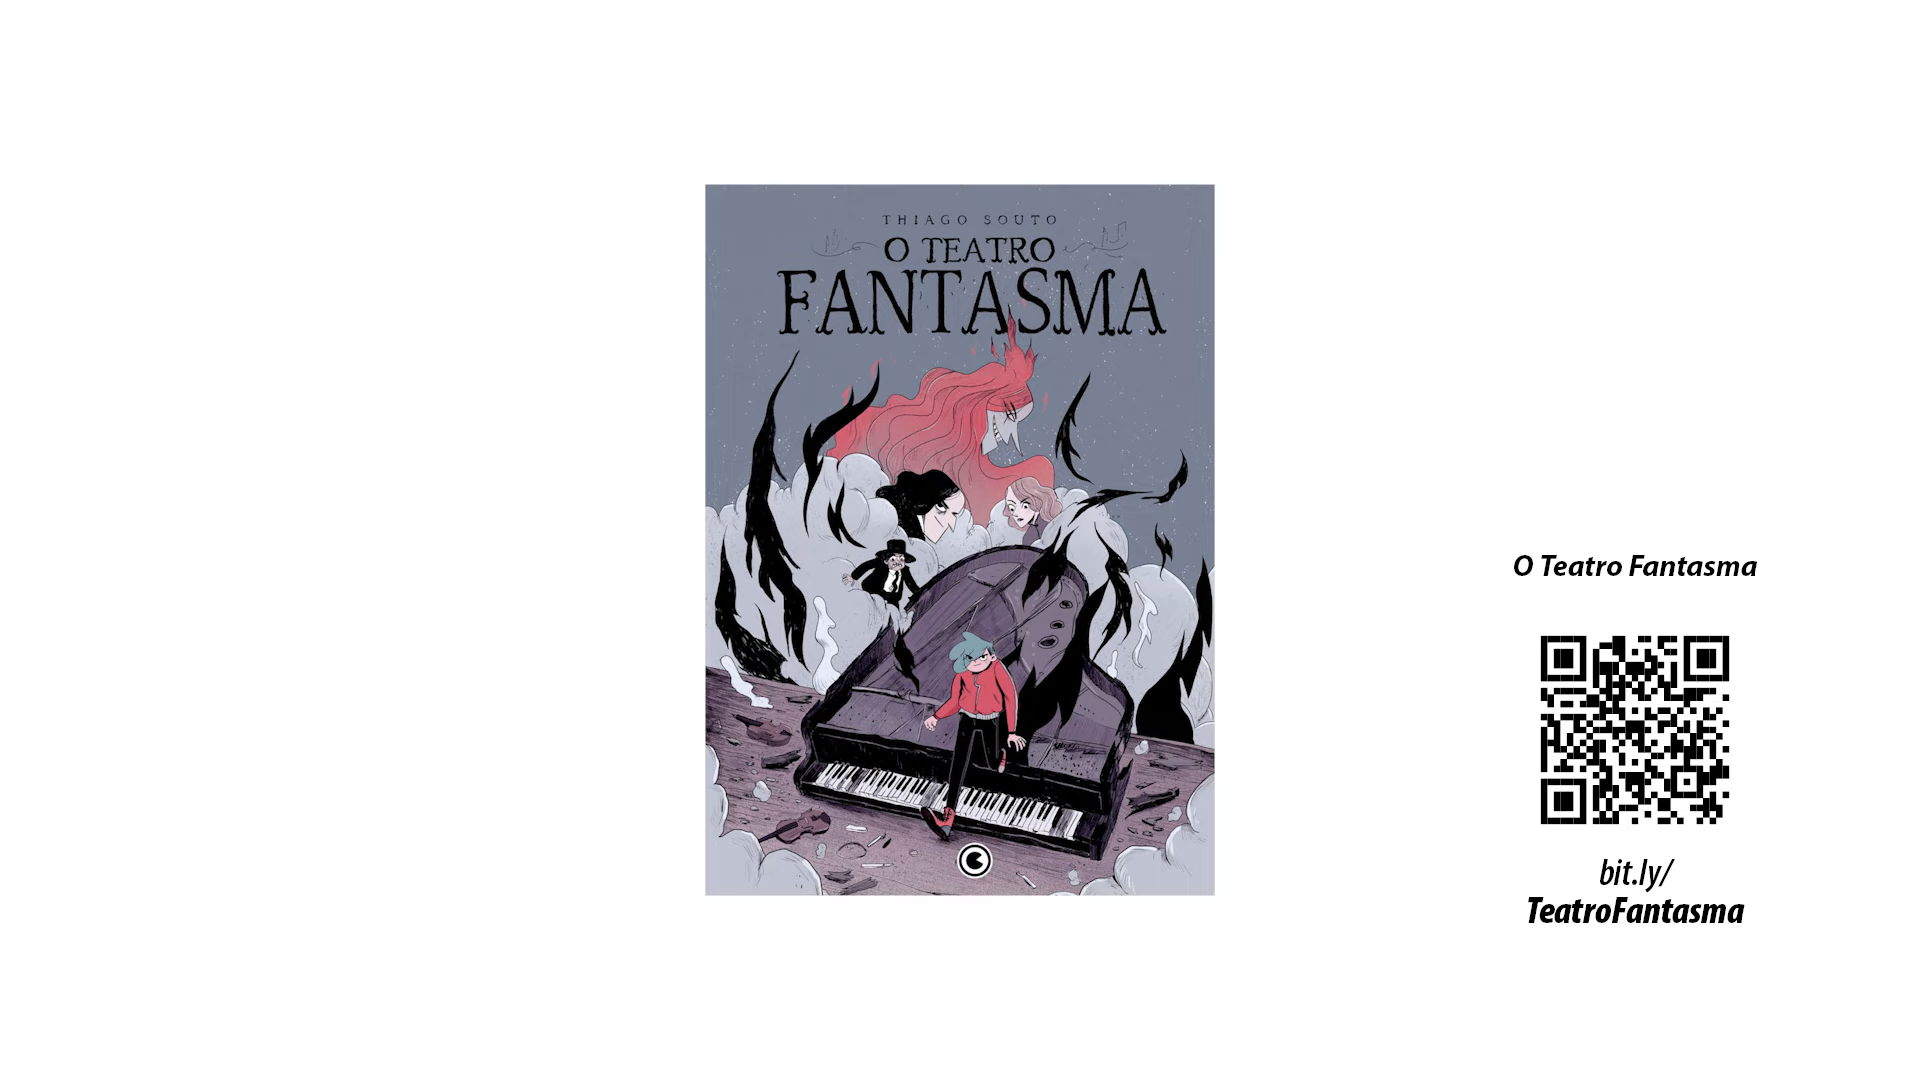 THIAGO SOUTO
O TEATRO
FANTASMA
O Teatro Fantasma
bit.ly/
TeatroFantasma